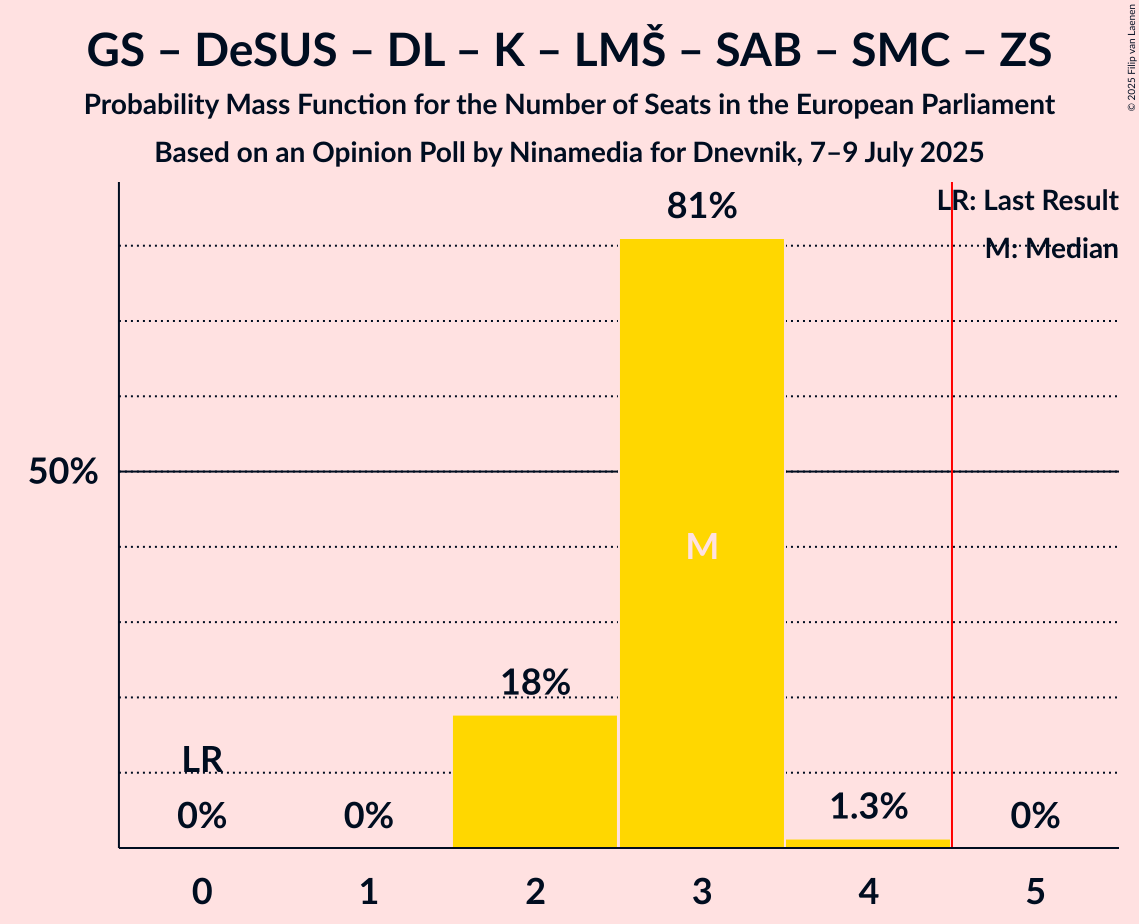 GS – DeSUS – DL – K – LMŠ – SAB – SMC – ZS
Probability Mass Function for the Number of Seats in the European Parliament
Based on an Opinion Poll by Ninamedia for Dnevnik, 7–9 July 2025
© 2025 Filip van Laenen
LR: Last Result
M: Median
81%
50%
M
18%
LR
0%
0%
1.3%
0%
0
1
2
3
4
5